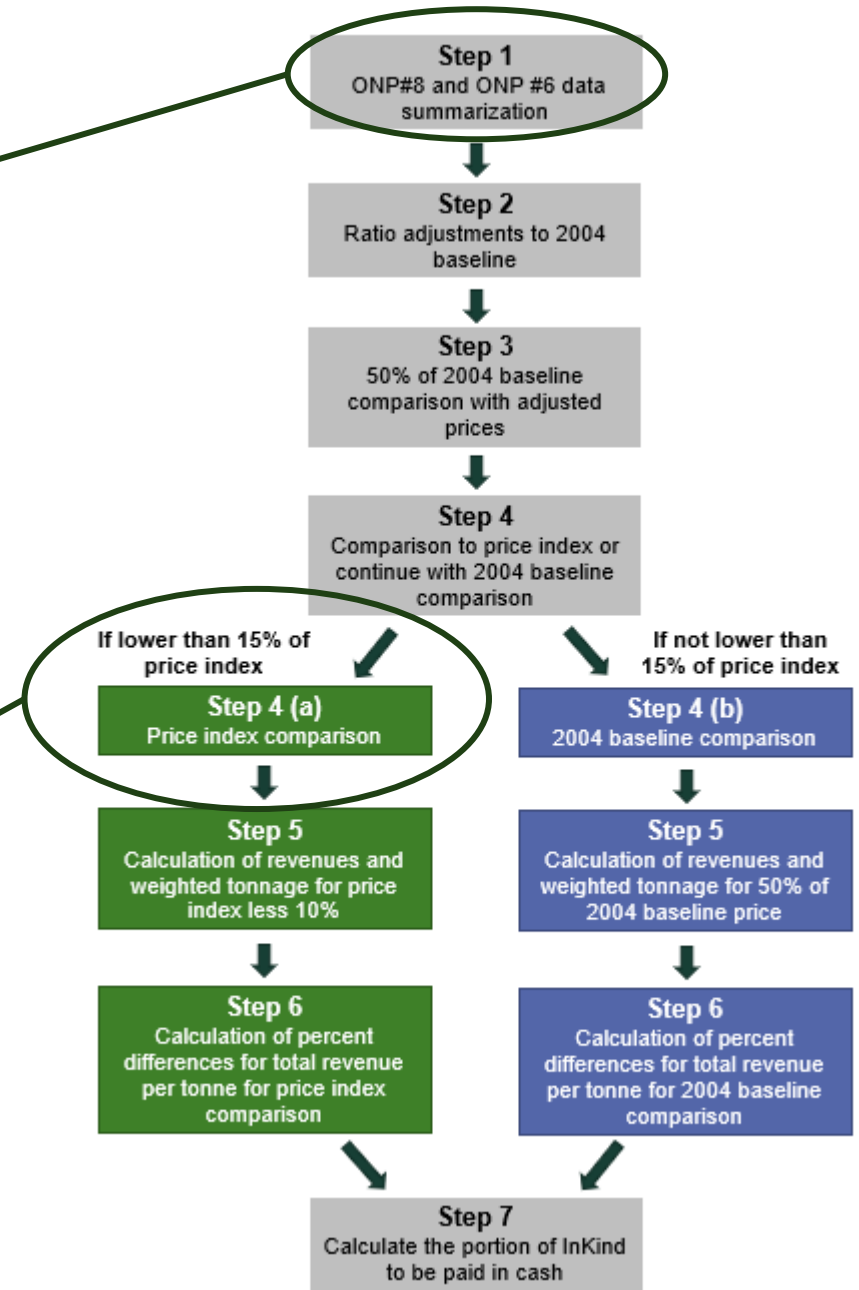 Step 1
ONP#8 and ONP #6 data
summarization
Step 2
Ratio adjustments to 2004
baseline
Step 3
50% of 2004 baseline
comparison with adjusted
prices
Step 4
Comparison to price index or
continue with 2004 baseline
comparison
If lower than 15% of
price index
If not lower than
15% of price index
Step 4 (a)
Price index comparison
Step 4 (b)
2004 baseline comparison
Step 5
Calculation of revenues and
weighted tonnage for price
index less 10%
Step 5
Calculation of revenues and
weighted tonnage for 50% of
2004 baseline price
Step 6
Calculation of percent
differences for total revenue
per tonne for price index
comparison
Step 6
Calculation of percent
differences for total revenue
per tonne for 2004 baseline
comparison
Step 7
Calculate the portion of InKind
to be paid in cash